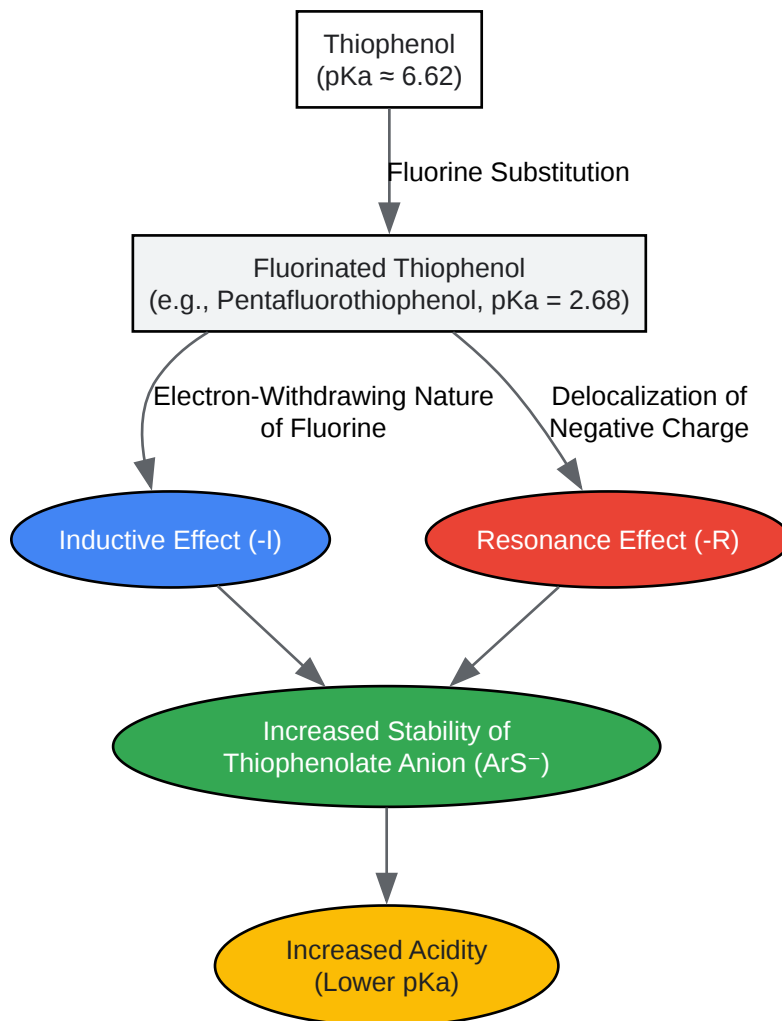 Thiophenol
(pKa ≈ 6.62)
Fluorine Substitution
Fluorinated Thiophenol
(e.g., Pentafluorothiophenol, pKa = 2.68)
Electron-Withdrawing Nature
of Fluorine
Delocalization of
Negative Charge
Inductive Effect (-I)
Resonance Effect (-R)
Increased Stability of
Thiophenolate Anion (ArS⁻)
Increased Acidity
(Lower pKa)